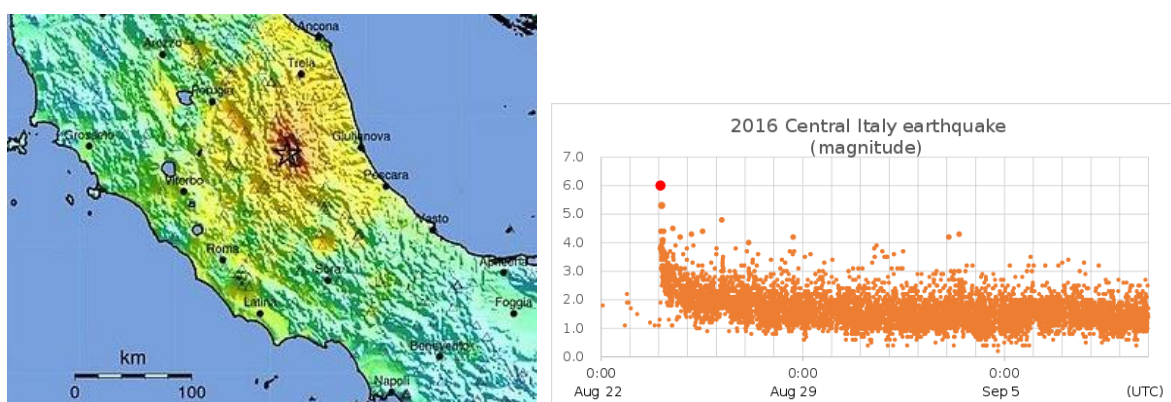 Ancona
Arezzo
Treia
Perugia
Grosseto
Giulianova
Viterbo
Pescara
Vasto
Roma
Sora
Latina
Foggia
Benevento
Napoli
km
0 100
2016 Central Italy earthquake
(magnitude)
7.0
6.0
5.0
4.0
3.0
2.0
1.0
0.0
0:00 0:00 0:00
Aug 22 Aug 29 Sep 5 (UTC)